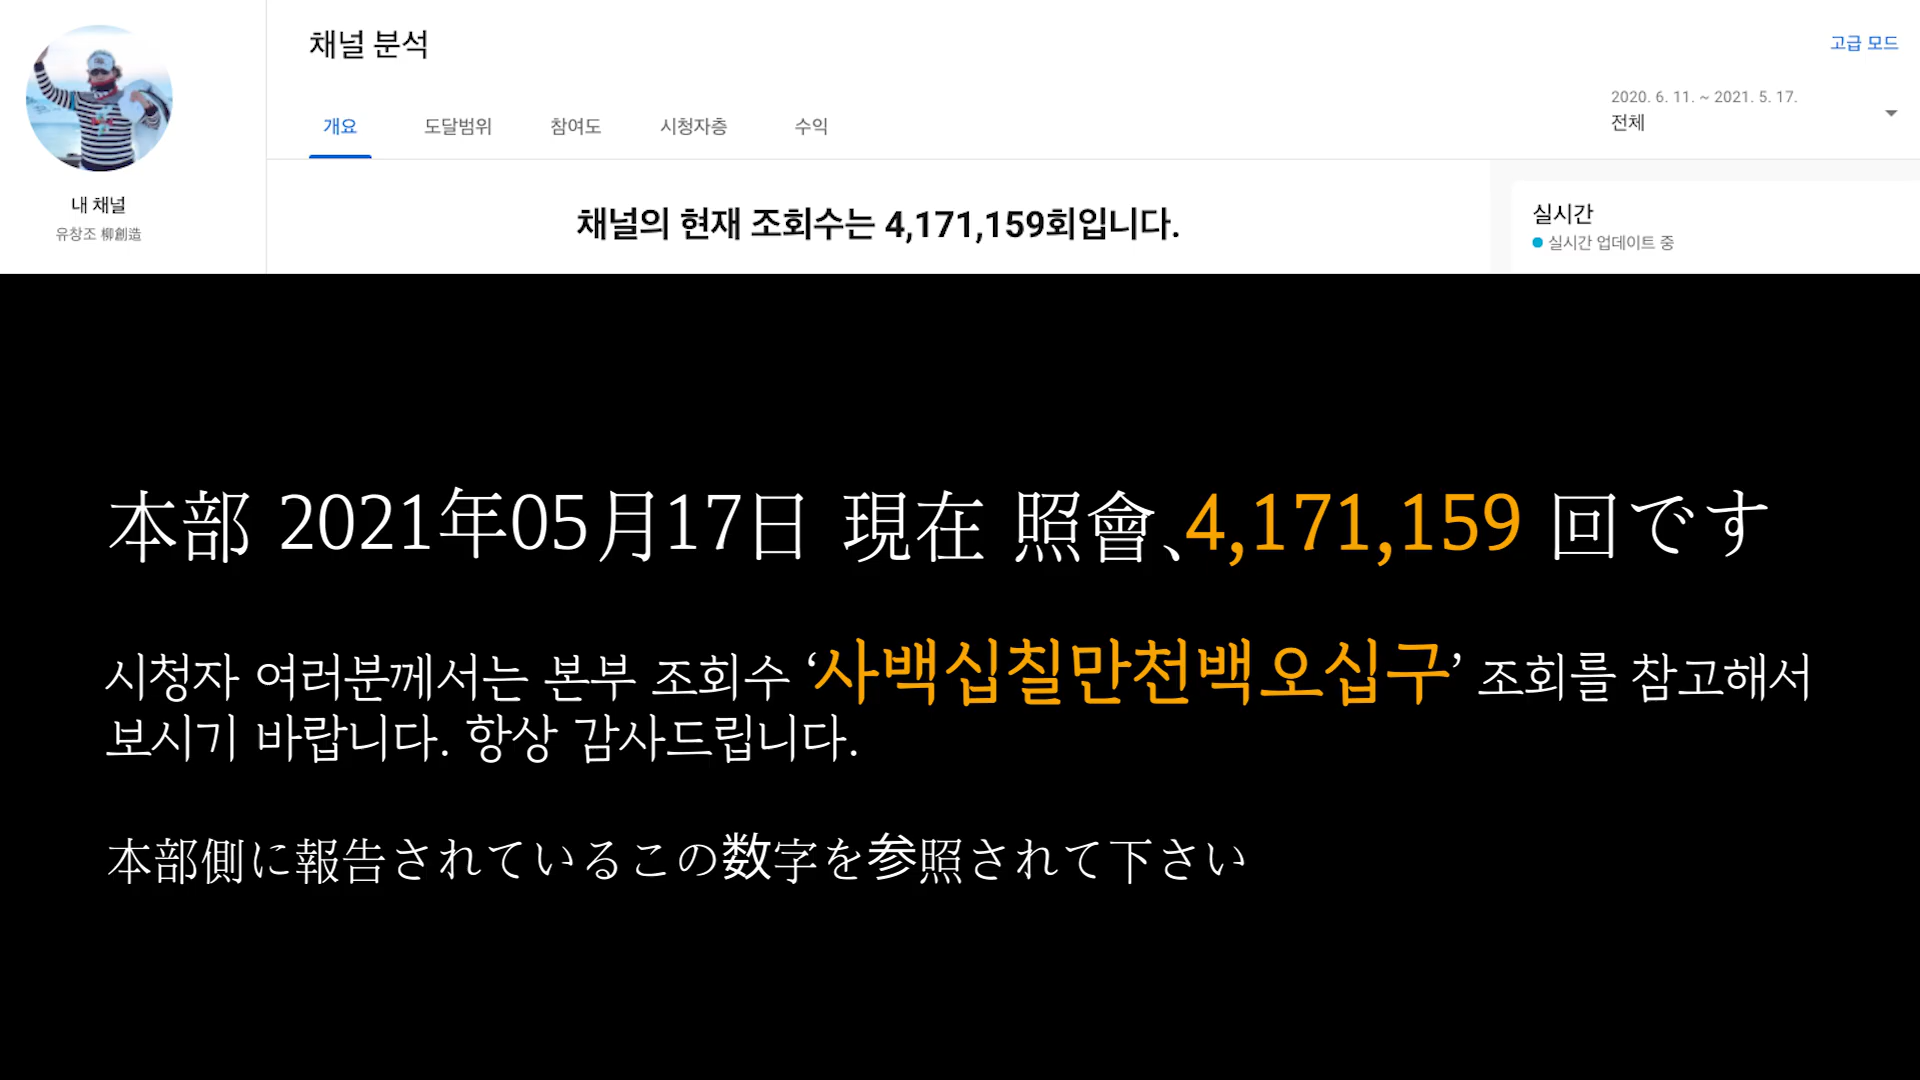 채널 분석
고급 모드
2020. 6. 11. ~ 2021. 5. 17.
전체
개요 도달범위 참여도 시청자층 수익
내 채널
유창조 柳創造
채널의 현재 조회수는 4,171,159회입니다.
실시간
실시간 업데이트 중
本部 2021年05月17日 現在 照會、4,171,159 回です
시청자 여러분께서는 본부 조회수 ‘사백십칠만천백오십구’ 조회를 참고해서
보시기 바랍니다. 항상 감사드립니다.
本部側に報告されているこの数字を参照されて下さい